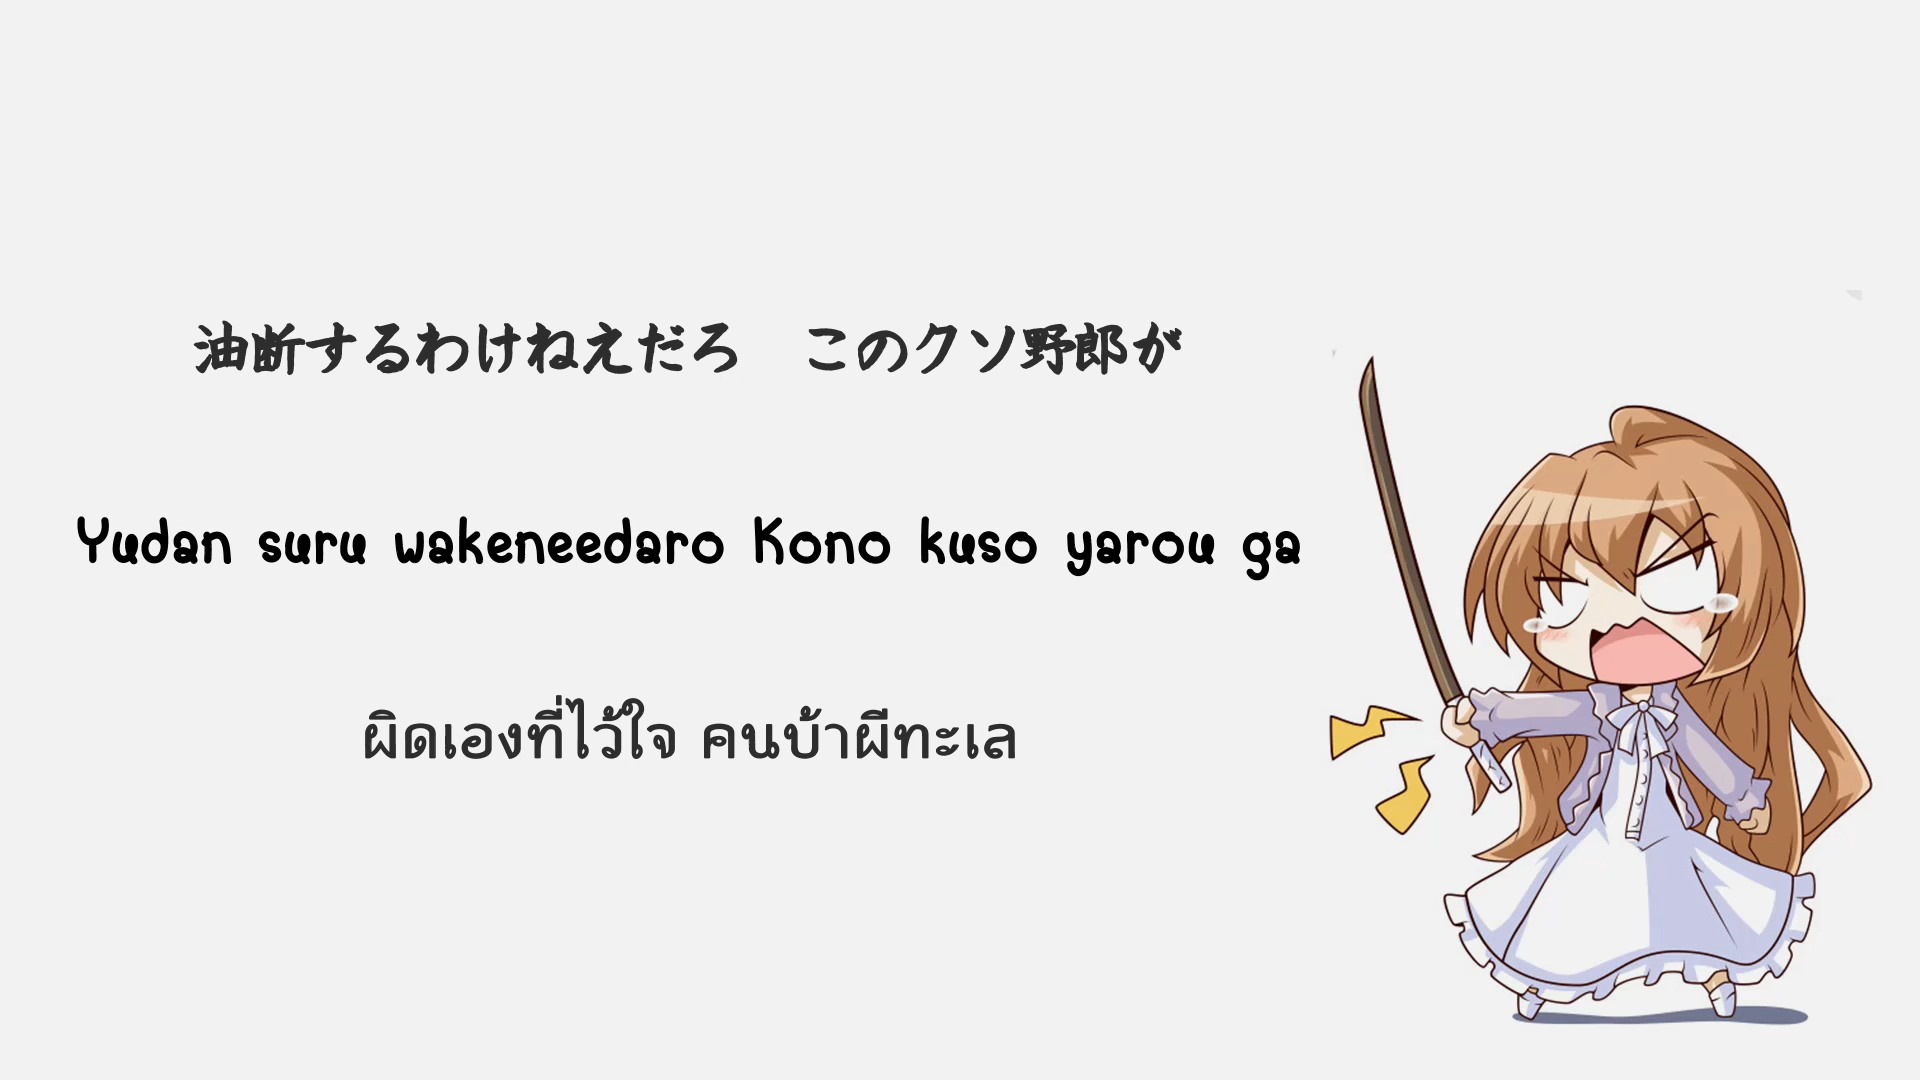 油断するわけねえだろ　このクソ野郎が
Yudan suru wakeneedaro Kono kuso yarou ga
ผิดเองที่ไว้ใจ คนบ้าผีทะเล